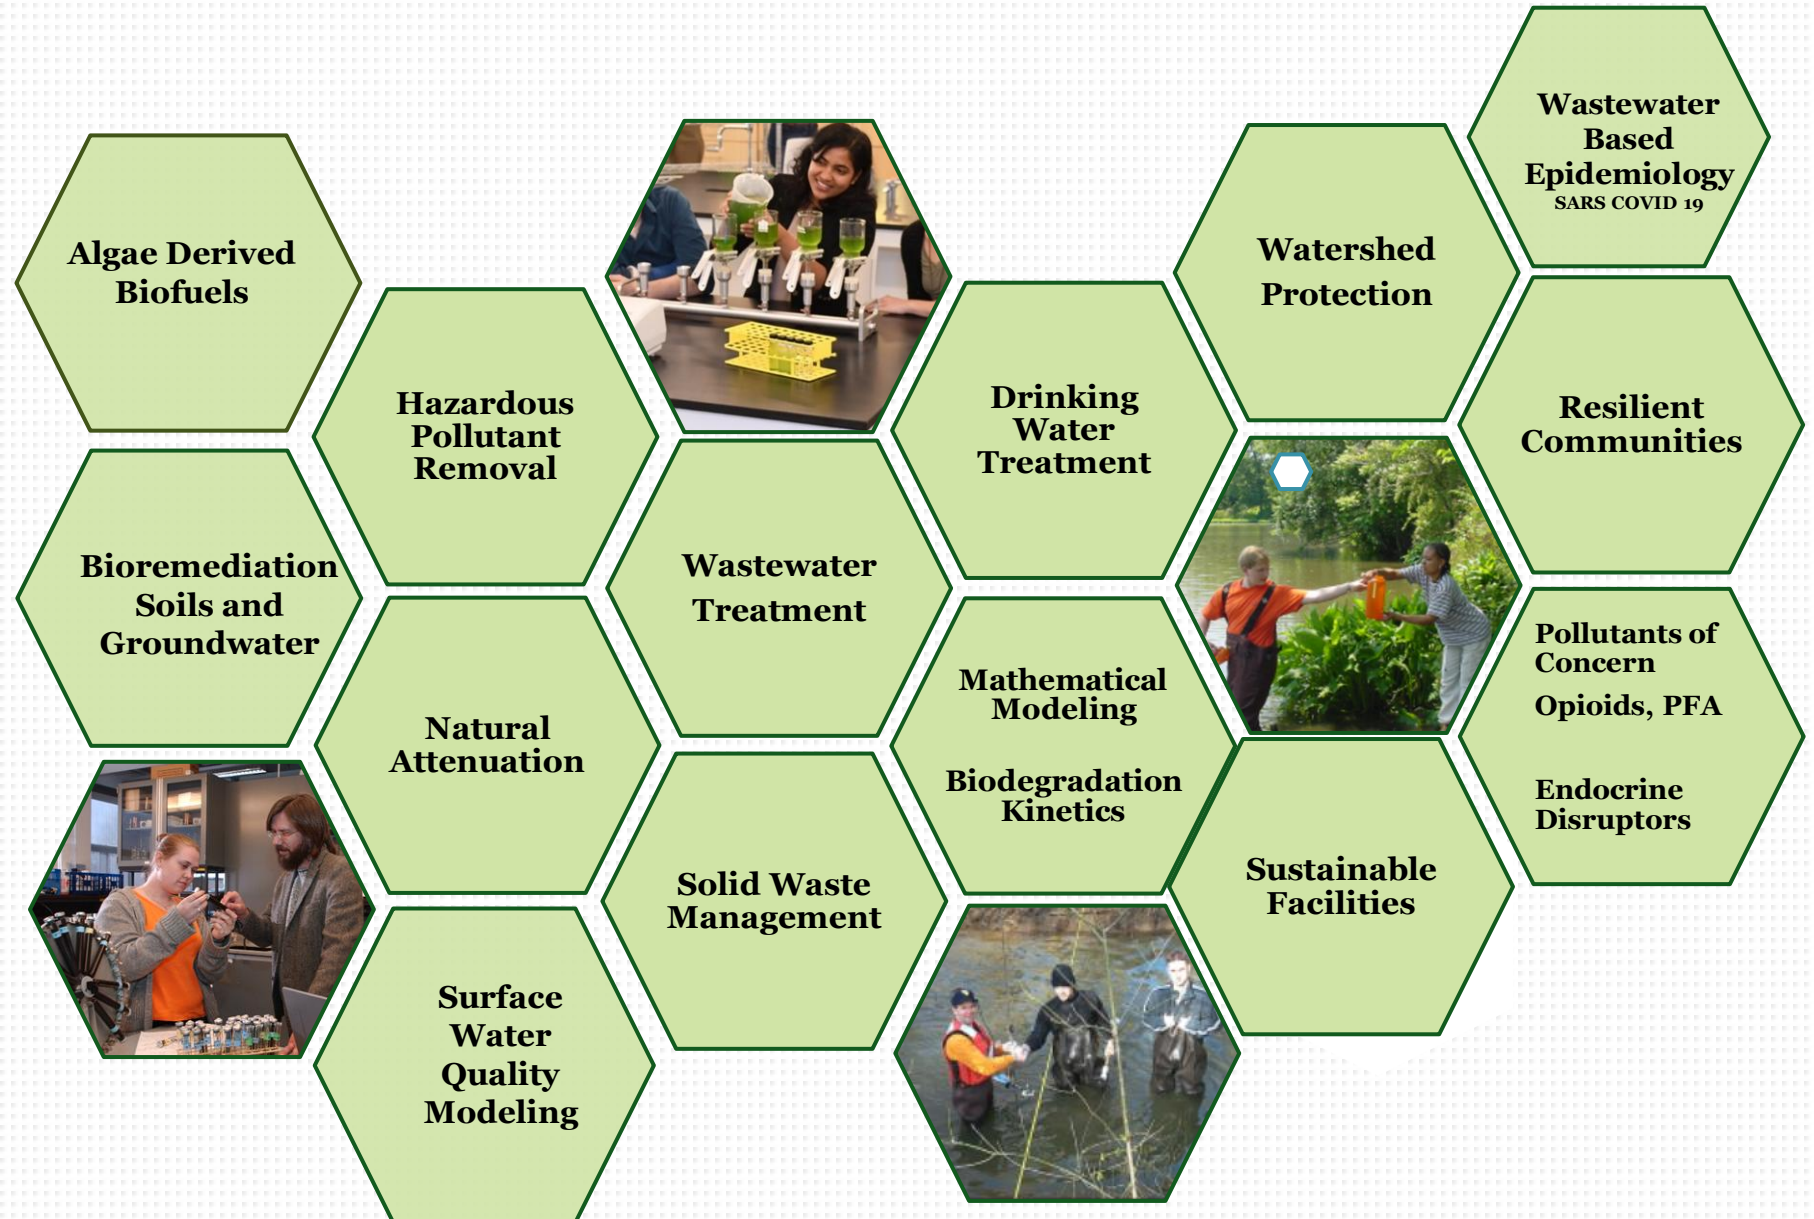 Wastewater
Based
Epidemiology
SARS COVID 19
Algae Derived
Biofuels
Watershed
Protection
Hazardous
Pollutant
Removal
Drinking
Water
Treatment
Resilient
Communities
Bioremediation
Soils and
Groundwater
Wastewater
Treatment
Pollutants of
Concern
Opioids, PFA
Endocrine
Disruptors
Natural
Attenuation
Mathematical
Modeling
Biodegradation
Kinetics
Solid Waste
Management
Sustainable
Facilities
Surface
Water
Quality
Modeling